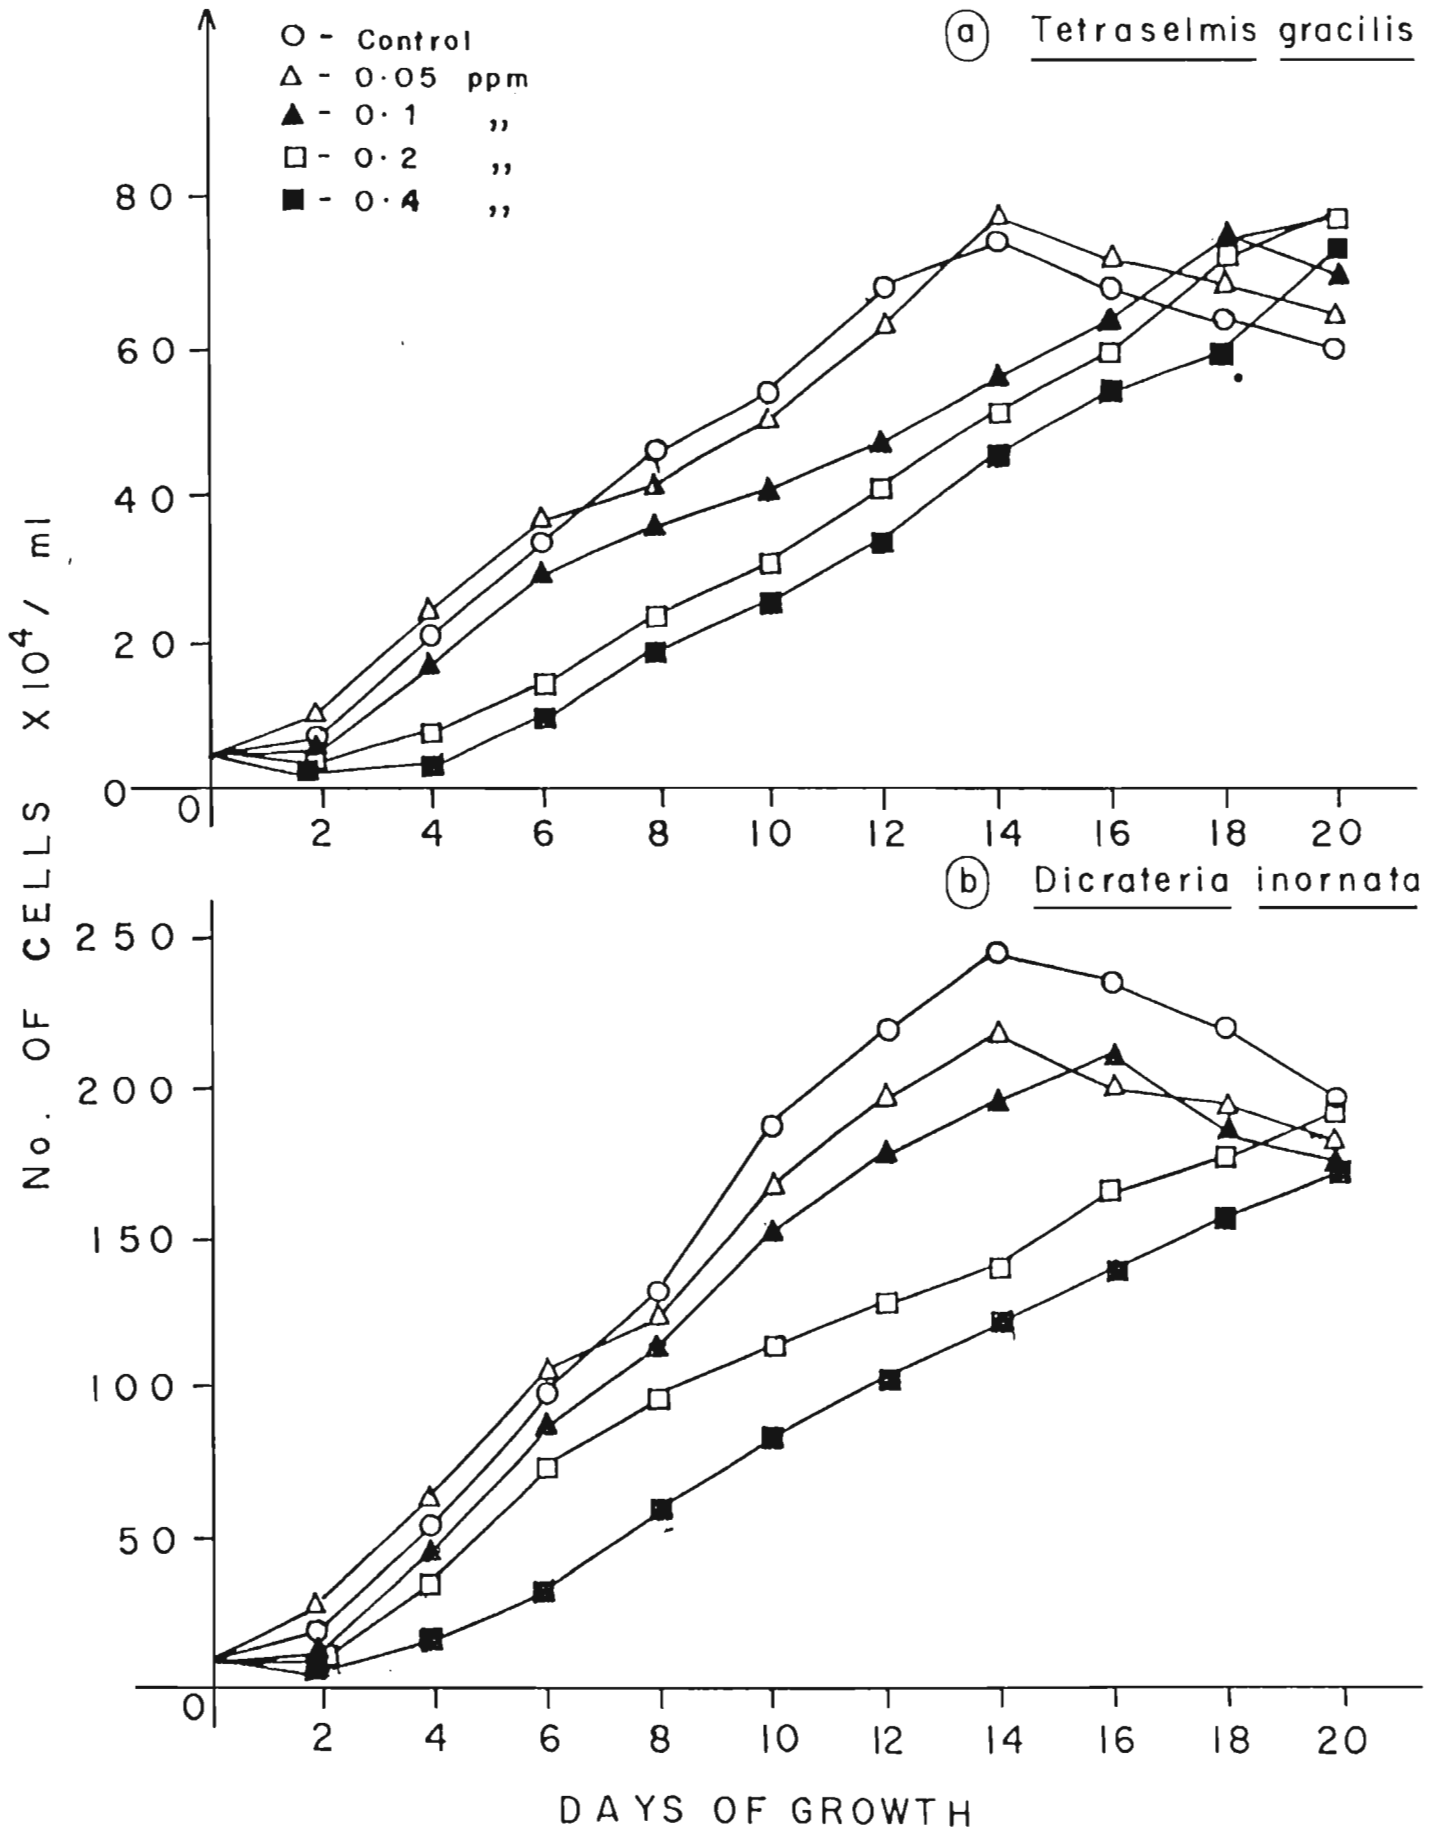 ⓐ Tetraselmis gracilis
○ - Control
△ - 0·05 ppm
▲ - 0·1 ,,
□ - 0·2 ,,
■ - 0·4 ,,
80
60
40
20
0
0 2 4 6 8 10 12 14 16 18 20
ⓑ Dicrateria inornata
250
200
150
100
50
0 2 4 6 8 10 12 14 16 18 20
No. OF CELLS X10⁴/ ml
DAYS OF GROWTH